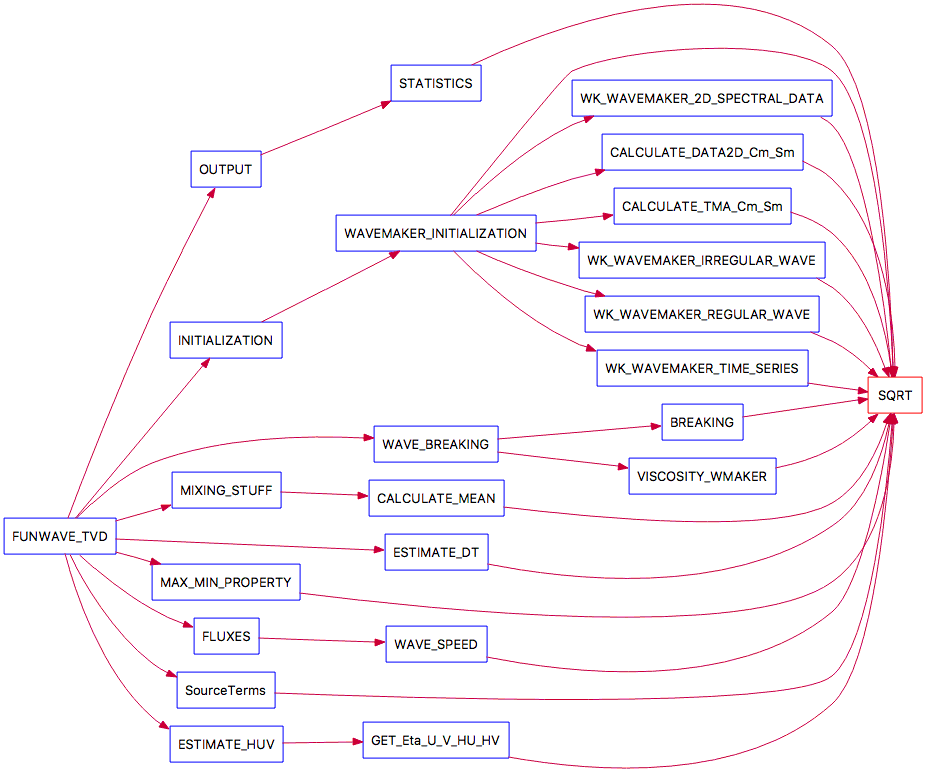 STATISTICS
WK_WAVEMAKER_2D_SPECTRAL_DATA
CALCULATE_DATA2D_Cm_Sm
OUTPUT
CALCULATE_TMA_Cm_Sm
WAVEMAKER_INITIALIZATION
WK_WAVEMAKER_IRREGULAR_WAVE
WK_WAVEMAKER_REGULAR_WAVE
INITIALIZATION
WK_WAVEMAKER_TIME_SERIES
SQRT
BREAKING
WAVE_BREAKING
VISCOSITY_WMAKER
MIXING_STUFF
CALCULATE_MEAN
FUNWAVE_TVD
ESTIMATE_DT
MAX_MIN_PROPERTY
FLUXES
WAVE_SPEED
SourceTerms
ESTIMATE_HUV
GET_Eta_U_V_HU_HV